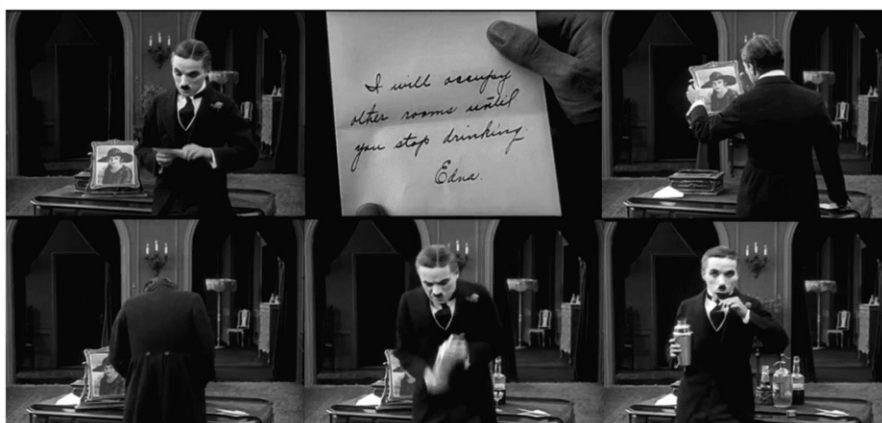 I will occupy
other rooms until
you stop drinking.
Edna.